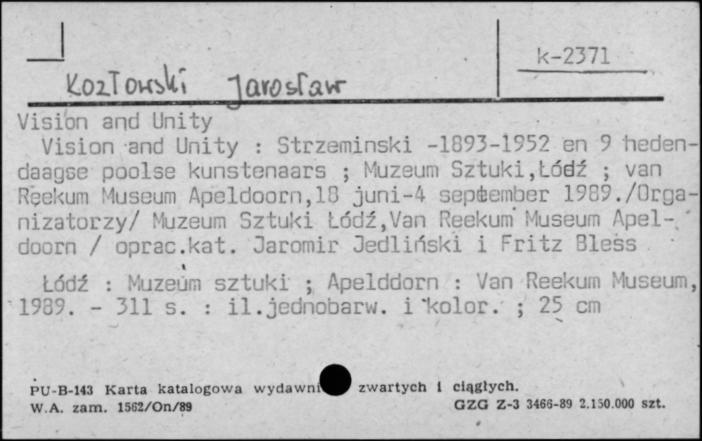 k-2371
Kozłowski Jarosław
Vision and Unity
Vision and Unity : Strzeminski -1893-1952 en 9 heden-
daagse poolse kunstenaars ; Muzeum Sztuki,Łódź ; van
Reekum Museum Apeldoorn,18 juni-4 september 1989./Orga-
nizatorzy/ Muzeum Sztuki Łódź,Van Reekum Museum Apel-
doorn / oprac.kat. Jaromir Jedliński i Fritz Bless
Łódź : Muzeum sztuki ; Apelddorn : Van Reekum Museum,
1989. - 311 s. : il.jednobarw. i kolor. ; 25 cm
PU-B-143 Karta katalogowa wydawni zwartych i ciągłych.
W.A. zam. 1562/On/89 GZG Z-3 3466-89 2.150.000 szt.